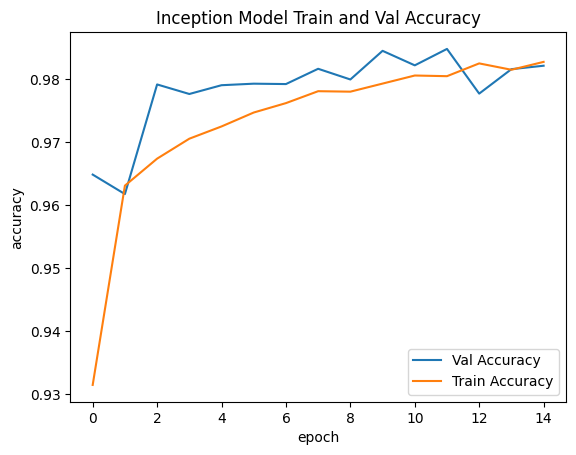 Inception Model Train and Val Accuracy
accuracy
0.98
0.97
0.96
0.95
0.94
0.93
0 2 4 6 8 10 12 14
epoch
Val Accuracy
Train Accuracy